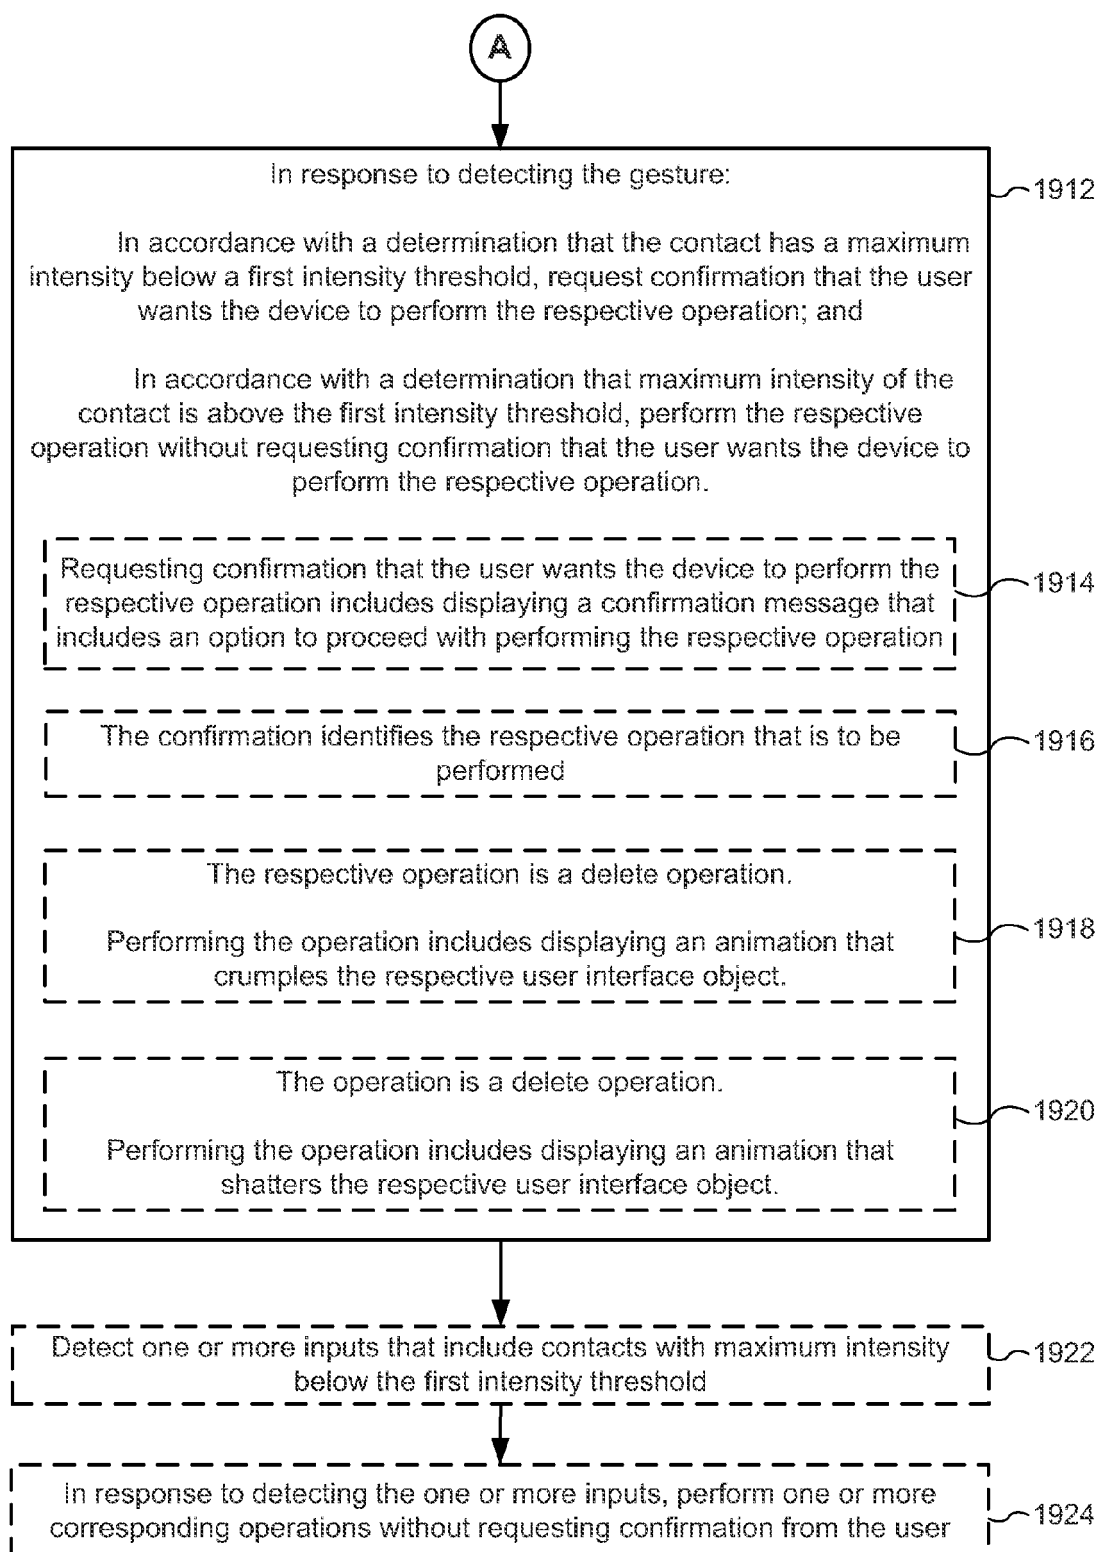 A
In response to detecting the gesture:
1912
In accordance with a determination that the contact has a maximum
intensity below a first intensity threshold, request confirmation that the user
wants the device to perform the respective operation; and
In accordance with a determination that maximum intensity of the
contact is above the first intensity threshold, perform the respective
operation without requesting confirmation that the user wants the device to
perform the respective operation.
Requesting confirmation that the user wants the device to perform the
respective operation includes displaying a confirmation message that
includes an option to proceed with performing the respective operation
1914
The confirmation identifies the respective operation that is to be
performed
1916
The respective operation is a delete operation.
Performing the operation includes displaying an animation that
crumples the respective user interface object.
1918
The operation is a delete operation.
Performing the operation includes displaying an animation that
shatters the respective user interface object.
1920
Detect one or more inputs that include contacts with maximum intensity
below the first intensity threshold
1922
In response to detecting the one or more inputs, perform one or more
corresponding operations without requesting confirmation from the user
1924